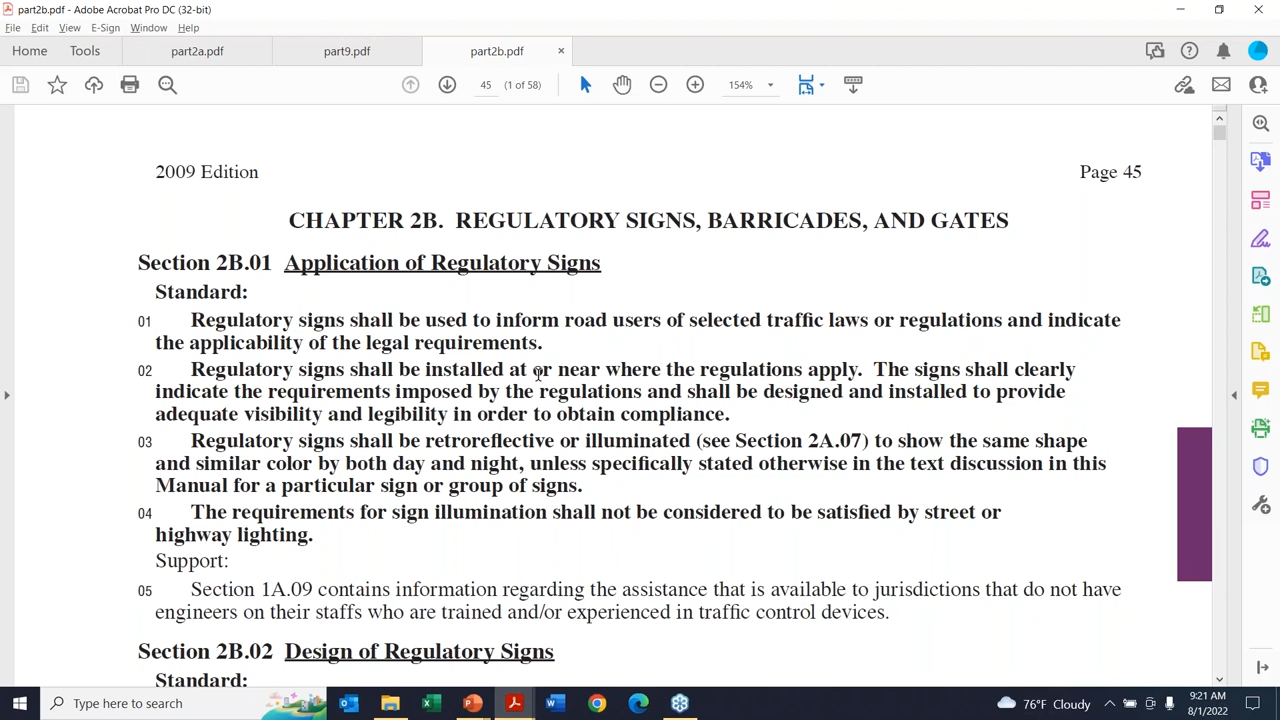 part2b.pdf - Adobe Acrobat Pro DC (32-bit)
File Edit View E-Sign Window Help
Home Tools part2a.pdf part9.pdf part2b.pdf ×
45 (1 of 58) 154%
2009 Edition Page 45
CHAPTER 2B. REGULATORY SIGNS, BARRICADES, AND GATES
Section 2B.01 Application of Regulatory Signs
Standard:
01 Regulatory signs shall be used to inform road users of selected traffic laws or regulations and indicate
the applicability of the legal requirements.
02 Regulatory signs shall be installed at or near where the regulations apply. The signs shall clearly
indicate the requirements imposed by the regulations and shall be designed and installed to provide
adequate visibility and legibility in order to obtain compliance.
03 Regulatory signs shall be retroreflective or illuminated (see Section 2A.07) to show the same shape
and similar color by both day and night, unless specifically stated otherwise in the text discussion in this
Manual for a particular sign or group of signs.
04 The requirements for sign illumination shall not be considered to be satisfied by street or
highway lighting.
Support:
05 Section 1A.09 contains information regarding the assistance that is available to jurisdictions that do not have
engineers on their staffs who are trained and/or experienced in traffic control devices.
Section 2B.02 Design of Regulatory Signs
Standard:
Type here to search
76°F Cloudy
9:21 AM
8/1/2022